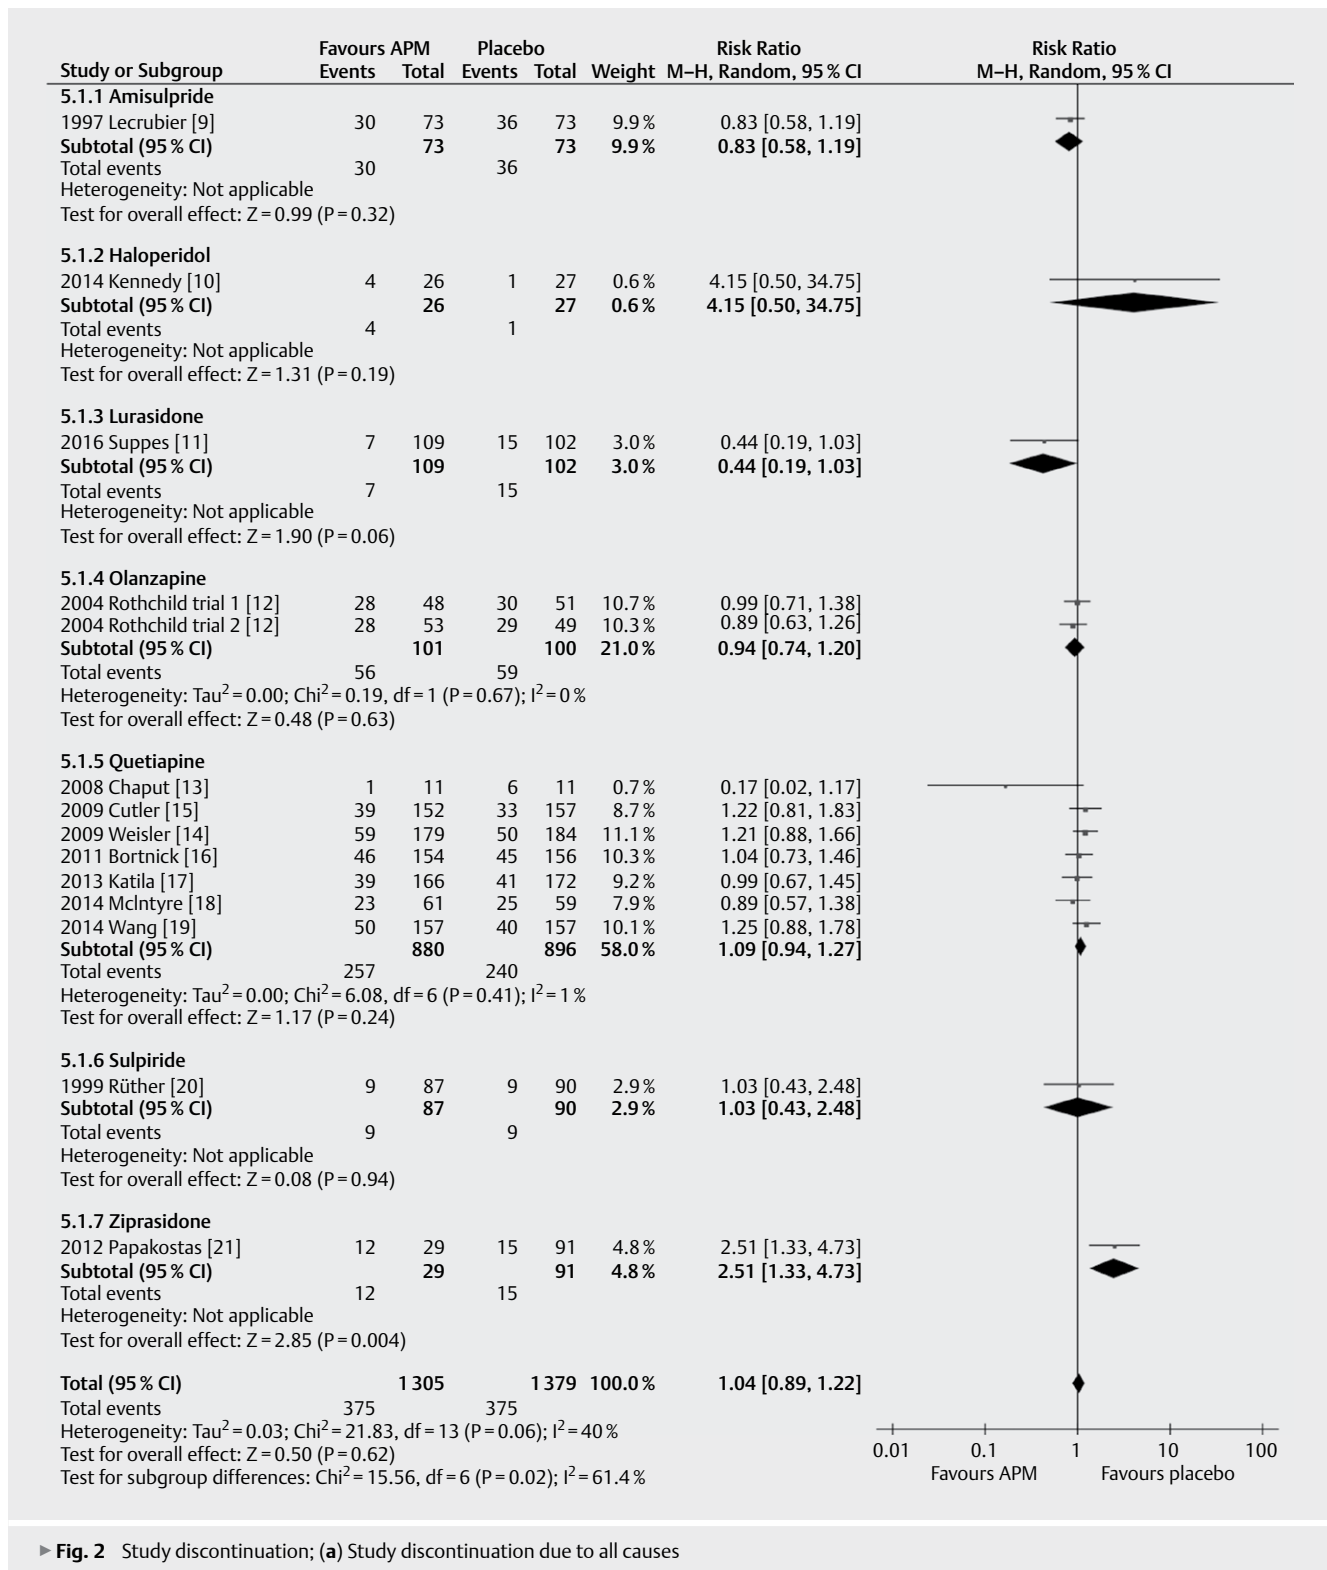 Favours APM Placebo Risk Ratio Risk Ratio
Study or Subgroup Events Total Events Total Weight M–H, Random, 95 % CI M–H, Random, 95 % CI
5.1.1 Amisulpride
1997 Lecrubier [9] 30 73 36 73 9.9 % 0.83 [0.58, 1.19]
Subtotal (95 % CI) 73 73 9.9 % 0.83 [0.58, 1.19]
Total events 30 36
Heterogeneity: Not applicable
Test for overall effect: Z = 0.99 (P = 0.32)
5.1.2 Haloperidol
2014 Kennedy [10] 4 26 1 27 0.6 % 4.15 [0.50, 34.75]
Subtotal (95 % CI) 26 27 0.6 % 4.15 [0.50, 34.75]
Total events 4 1
Heterogeneity: Not applicable
Test for overall effect: Z = 1.31 (P = 0.19)
5.1.3 Lurasidone
2016 Suppes [11] 7 109 15 102 3.0 % 0.44 [0.19, 1.03]
Subtotal (95 % CI) 109 102 3.0 % 0.44 [0.19, 1.03]
Total events 7 15
Heterogeneity: Not applicable
Test for overall effect: Z = 1.90 (P = 0.06)
5.1.4 Olanzapine
2004 Rothchild trial 1 [12] 28 48 30 51 10.7 % 0.99 [0.71, 1.38]
2004 Rothchild trial 2 [12] 28 53 29 49 10.3 % 0.89 [0.63, 1.26]
Subtotal (95 % CI) 101 100 21.0 % 0.94 [0.74, 1.20]
Total events 56 59
Heterogeneity: Tau² = 0.00; Chi² = 0.19, df = 1 (P = 0.67); I² = 0 %
Test for overall effect: Z = 0.48 (P = 0.63)
5.1.5 Quetiapine
2008 Chaput [13] 1 11 6 11 0.7 % 0.17 [0.02, 1.17]
2009 Cutler [15] 39 152 33 157 8.7 % 1.22 [0.81, 1.83]
2009 Weisler [14] 59 179 50 184 11.1 % 1.21 [0.88, 1.66]
2011 Bortnick [16] 46 154 45 156 10.3 % 1.04 [0.73, 1.46]
2013 Katila [17] 39 166 41 172 9.2 % 0.99 [0.67, 1.45]
2014 McIntyre [18] 23 61 25 59 7.9 % 0.89 [0.57, 1.38]
2014 Wang [19] 50 157 40 157 10.1 % 1.25 [0.88, 1.78]
Subtotal (95 % CI) 880 896 58.0 % 1.09 [0.94, 1.27]
Total events 257 240
Heterogeneity: Tau² = 0.00; Chi² = 6.08, df = 6 (P = 0.41); I² = 1 %
Test for overall effect: Z = 1.17 (P = 0.24)
5.1.6 Sulpiride
1999 Rüther [20] 9 87 9 90 2.9 % 1.03 [0.43, 2.48]
Subtotal (95 % CI) 87 90 2.9 % 1.03 [0.43, 2.48]
Total events 9 9
Heterogeneity: Not applicable
Test for overall effect: Z = 0.08 (P = 0.94)
5.1.7 Ziprasidone
2012 Papakostas [21] 12 29 15 91 4.8 % 2.51 [1.33, 4.73]
Subtotal (95 % CI) 29 91 4.8 % 2.51 [1.33, 4.73]
Total events 12 15
Heterogeneity: Not applicable
Test for overall effect: Z = 2.85 (P = 0.004)
Total (95 % CI) 1305 1379 100.0 % 1.04 [0.89, 1.22]
Total events 375 375
Heterogeneity: Tau² = 0.03; Chi² = 21.83, df = 13 (P = 0.06); I² = 40 %
Test for overall effect: Z = 0.50 (P = 0.62)
Test for subgroup differences: Chi² = 15.56, df = 6 (P = 0.02); I² = 61.4 %
0.01 0.1 1 10 100
Favours APM Favours placebo
▶ Fig. 2 Study discontinuation; (a) Study discontinuation due to all causes